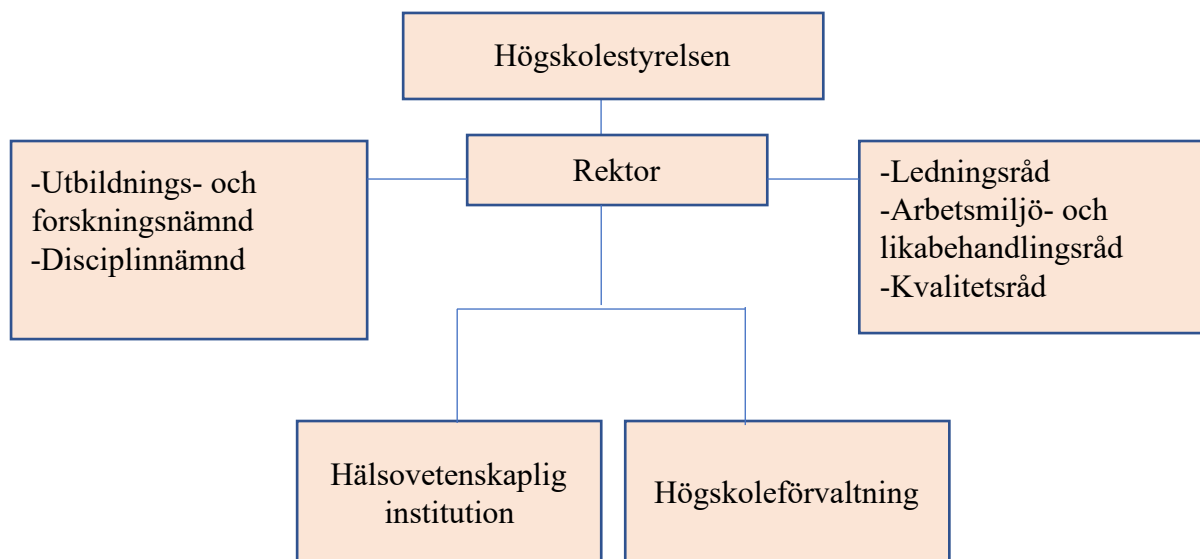 Högskolestyrelsen
Rektor
-Utbildnings- och
forskningsnämnd
-Disciplinnämnd
-Ledningsråd
-Arbetsmiljö- och
likabehandlingsråd
-Kvalitetsråd
Hälsovetenskaplig
institution
Högskoleförvaltning